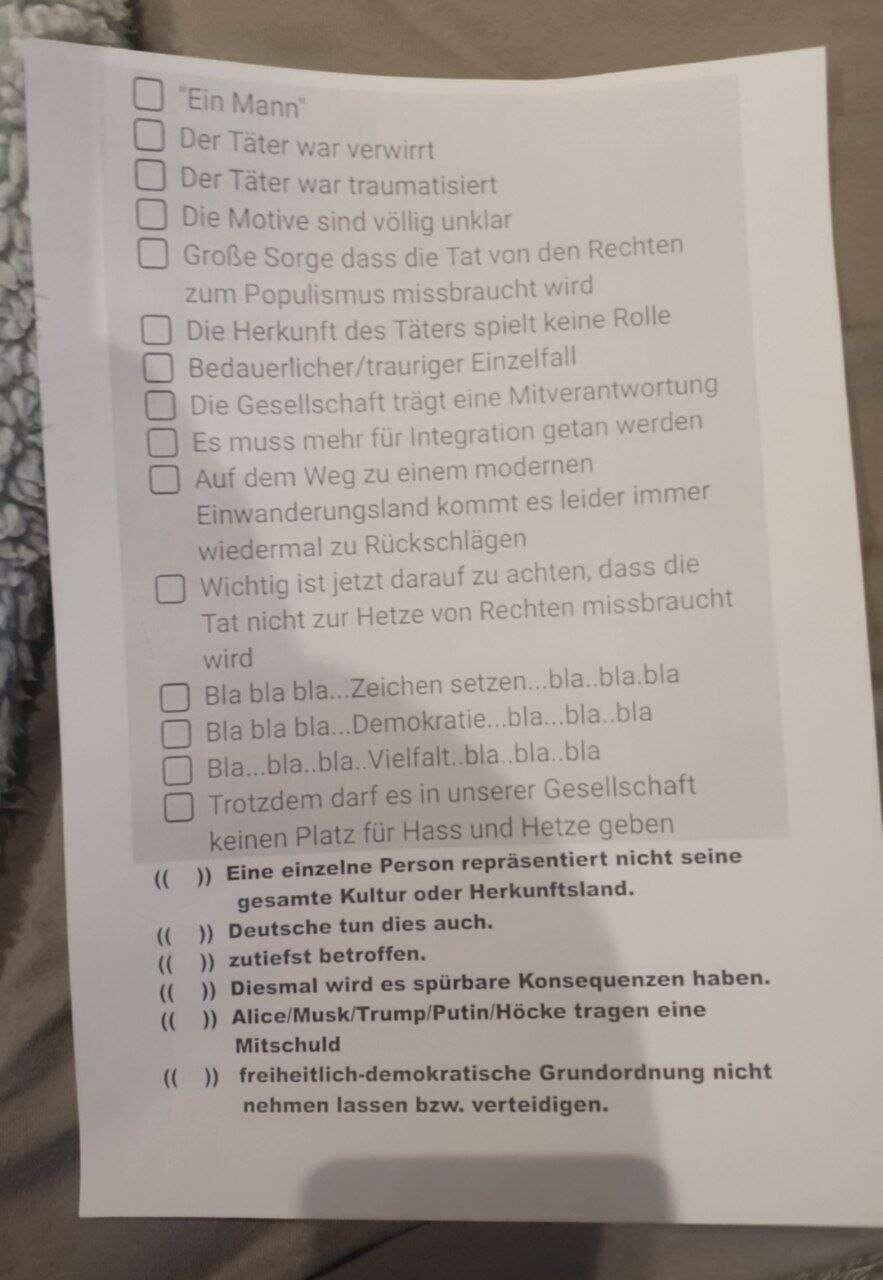 "Ein Mann"
Der Täter war verwirrt
Der Täter war traumatisiert
Die Motive sind völlig unklar
Große Sorge dass die Tat von den Rechten
zum Populismus missbraucht wird
Die Herkunft des Täters spielt keine Rolle
Bedauerlicher/trauriger Einzelfall
Die Gesellschaft trägt eine Mitverantwortung
Es muss mehr für Integration getan werden
Auf dem Weg zu einem modernen
Einwanderungsland kommt es leider immer
wiedermal zu Rückschlägen
Wichtig ist jetzt darauf zu achten, dass die
Tat nicht zur Hetze von Rechten missbraucht
wird
Bla bla bla...Zeichen setzen...bla..bla.bla
Bla bla bla...Demokratie...bla...bla..bla
Bla...bla..bla..Vielfalt..bla..bla..bla
Trotzdem darf es in unserer Gesellschaft
keinen Platz für Hass und Hetze geben
(( )) Eine einzelne Person repräsentiert nicht seine
gesamte Kultur oder Herkunftsland.
(( )) Deutsche tun dies auch.
(( )) zutiefst betroffen.
(( )) Diesmal wird es spürbare Konsequenzen haben.
(( )) Alice/Musk/Trump/Putin/Höcke tragen eine
Mitschuld
(( )) freiheitlich-demokratische Grundordnung nicht
nehmen lassen bzw. verteidigen.